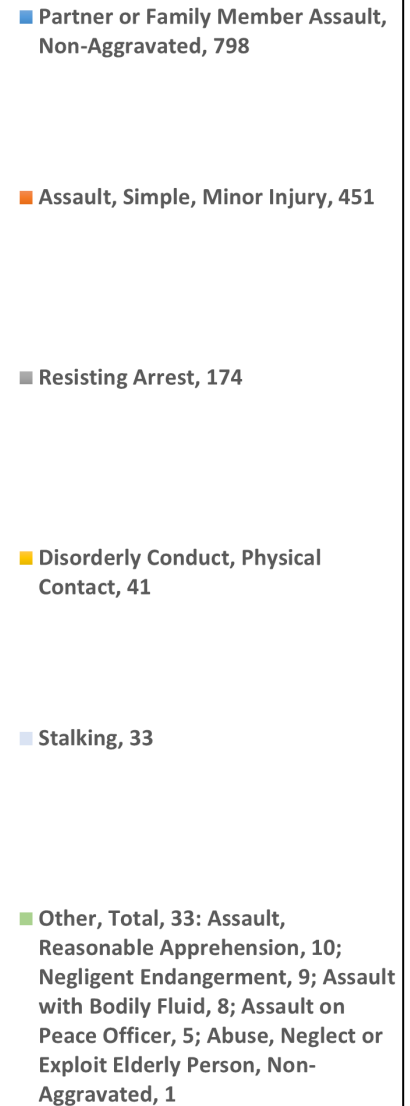 Partner or Family Member Assault,
Non-Aggravated, 798
Assault, Simple, Minor Injury, 451
Resisting Arrest, 174
Disorderly Conduct, Physical
Contact, 41
Stalking, 33
Other, Total, 33: Assault,
Reasonable Apprehension, 10;
Negligent Endangerment, 9; Assault
with Bodily Fluid, 8; Assault on
Peace Officer, 5; Abuse, Neglect or
Exploit Elderly Person, Non-
Aggravated, 1